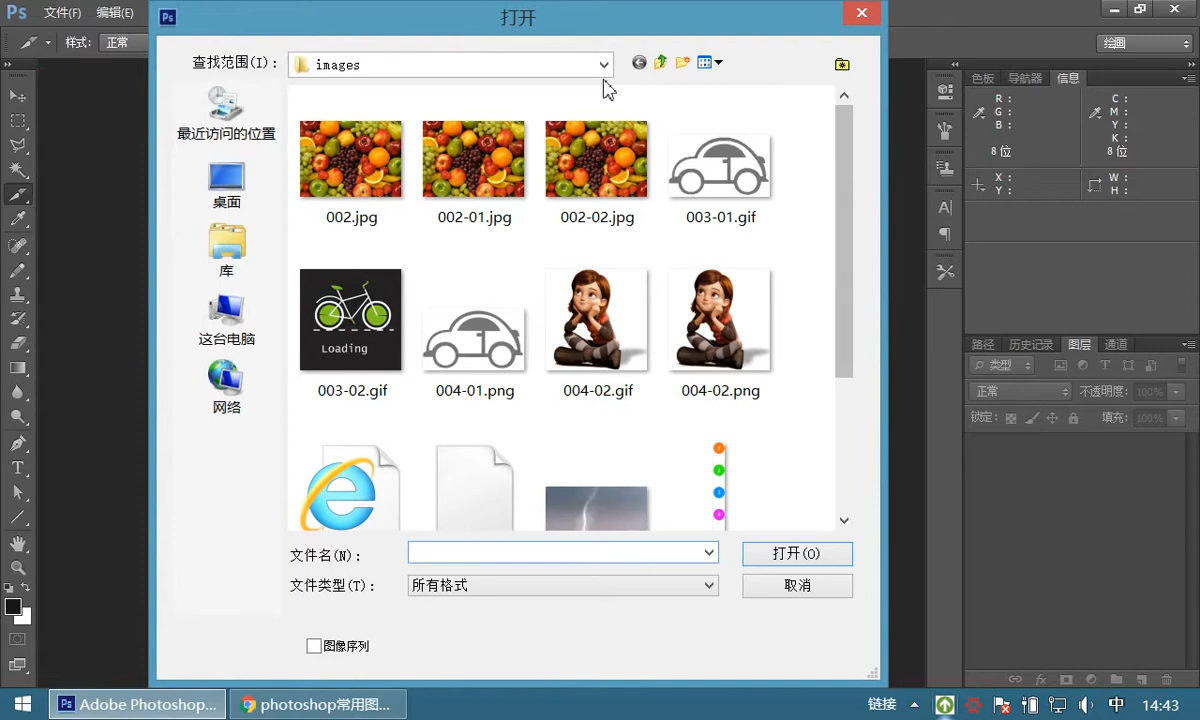 Ps
文件(F)
编辑(E)
样式:
正常
Ps
打开
绘画
查找范围(I):
images
最近访问的位置
桌面
库
这台电脑
网络
002.jpg
002-01.jpg
002-02.jpg
003-01.gif
Loading
003-02.gif
004-01.png
004-02.gif
004-02.png
文件名(N):
打开(O)
文件类型(T):
所有格式
取消
图像序列
色板
导航器
信息
R:
G:
B:
8 位
C:
M:
Y:
K:
8 位
X:
Y:
W:
H:
路径
历史记录
图层
通道
类型
正常
不透明度:
100%
锁定:
填充:
100%
Ps
Adobe Photoshop...
photoshop常用图...
链接
中
14:43